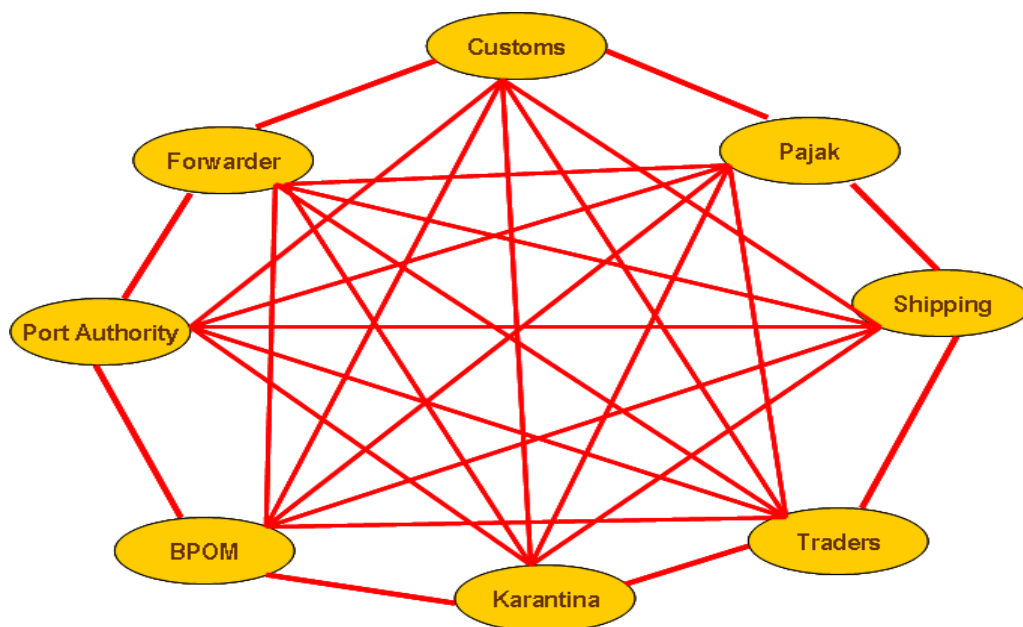 Customs
Forwarder
Pajak
Port Authority
Shipping
BPOM
Traders
Karantina